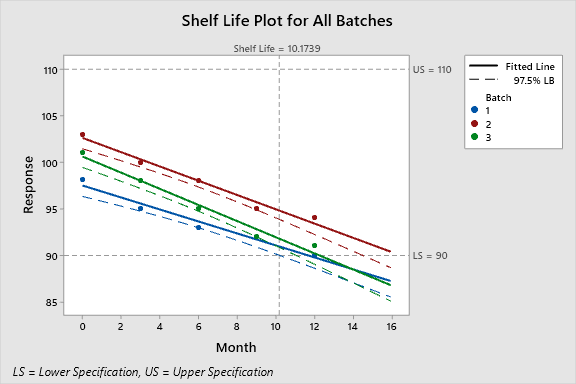 Shelf Life Plot for All Batches
Shelf Life = 10.1739
110
US = 110
105
100
95
90
LS = 90
85
0 2 4 6 8 10 12 14 16
Response
Month
Fitted Line
97.5% LB
Batch
1
2
3
LS = Lower Specification, US = Upper Specification